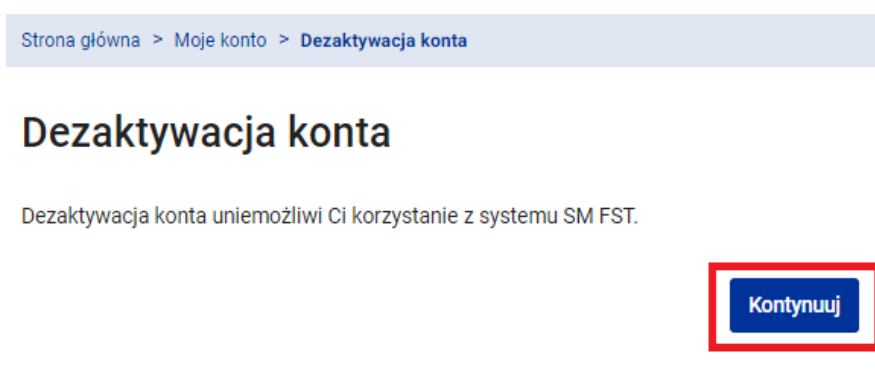 Strona główna > Moje konto > Dezaktywacja konta
Dezaktywacja konta
Dezaktywacja konta uniemożliwi Ci korzystanie z systemu SM FST.
Kontynuuj